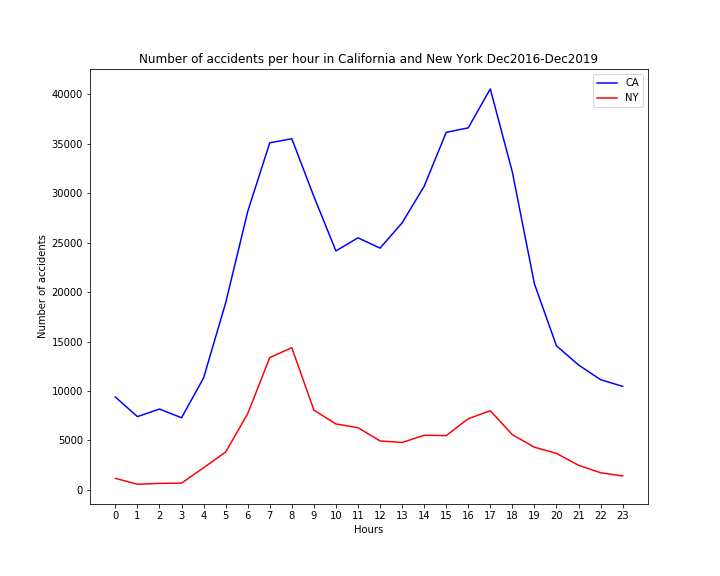 Number of accidents per hour in California and New York Dec2016-Dec2019
CA
NY
Number of accidents
40000
35000
30000
25000
20000
15000
10000
5000
0
0 1 2 3 4 5 6 7 8 9 10 11 12 13 14 15 16 17 18 19 20 21 22 23
Hours